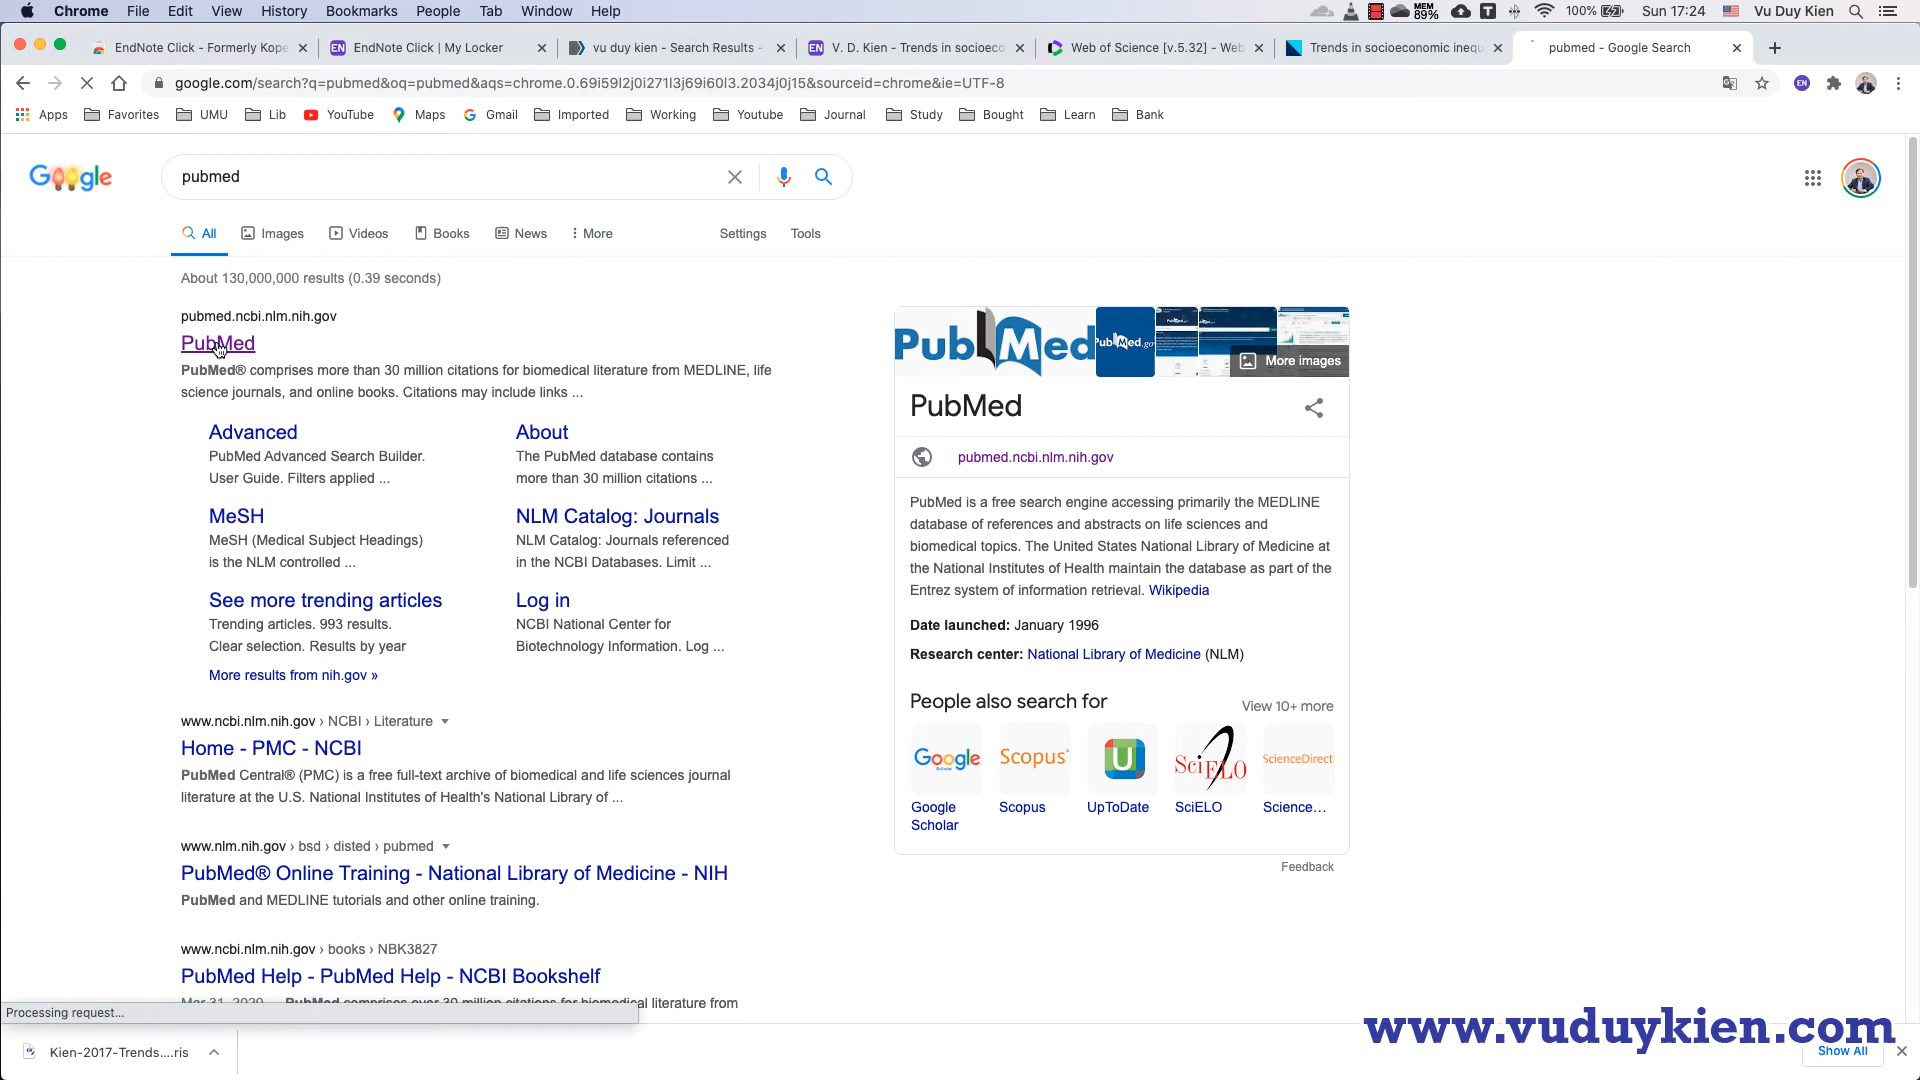 Chrome File Edit View History Bookmarks People Tab Window Help
T MEM 89% 100% Sun 17:24 Vu Duy Kien
EndNote Click - Formerly Kope
EN EndNote Click | My Locker
vu duy kien - Search Results -
EN V. D. Kien - Trends in socioeco
Web of Science [v.5.32] - Web
Trends in socioeconomic inequ
pubmed - Google Search
google.com/search?q=pubmed&oq=pubmed&aqs=chrome.0.69i59l2j0i271l3j69i60l3.2034j0j15&sourceid=chrome&ie=UTF-8
EN
Apps Favorites UMU Lib YouTube Maps Gmail Imported Working Youtube Journal Study Bought Learn Bank
Google
pubmed
All Images Videos Books News More Settings Tools
About 130,000,000 results (0.39 seconds)
pubmed.ncbi.nlm.nih.gov
PubMed
PubMed® comprises more than 30 million citations for biomedical literature from MEDLINE, life
science journals, and online books. Citations may include links ...
Advanced
PubMed Advanced Search Builder.
User Guide. Filters applied ...
About
The PubMed database contains
more than 30 million citations ...
MeSH
MeSH (Medical Subject Headings)
is the NLM controlled ...
NLM Catalog: Journals
NLM Catalog: Journals referenced
in the NCBI Databases. Limit ...
See more trending articles
Trending articles. 993 results.
Clear selection. Results by year
Log in
NCBI National Center for
Biotechnology Information. Log ...
More results from nih.gov »
www.ncbi.nlm.nih.gov › NCBI › Literature
Home - PMC - NCBI
PubMed Central® (PMC) is a free full-text archive of biomedical and life sciences journal
literature at the U.S. National Institutes of Health's National Library of ...
www.nlm.nih.gov › bsd › disted › pubmed
PubMed® Online Training - National Library of Medicine - NIH
PubMed and MEDLINE tutorials and other online training.
www.ncbi.nlm.nih.gov › books › NBK3827
PubMed Help - PubMed Help - NCBI Bookshelf
Mar 31, 2020 PubMed comprises over 30 million citations for biomedical literature from
PubMed
PubMed.gov
More images
PubMed
pubmed.ncbi.nlm.nih.gov
PubMed is a free search engine accessing primarily the MEDLINE
database of references and abstracts on life sciences and
biomedical topics. The United States National Library of Medicine at
the National Institutes of Health maintain the database as part of the
Entrez system of information retrieval. Wikipedia
Date launched: January 1996
Research center: National Library of Medicine (NLM)
People also search for
View 10+ more
Google Scholar Scopus U SciELO ScienceDirect
Google
Scholar
Scopus
UpToDate
SciELO
Science...
Feedback
Processing request...
www.vuduykien.com
Kien-2017-Trends....ris
Show All